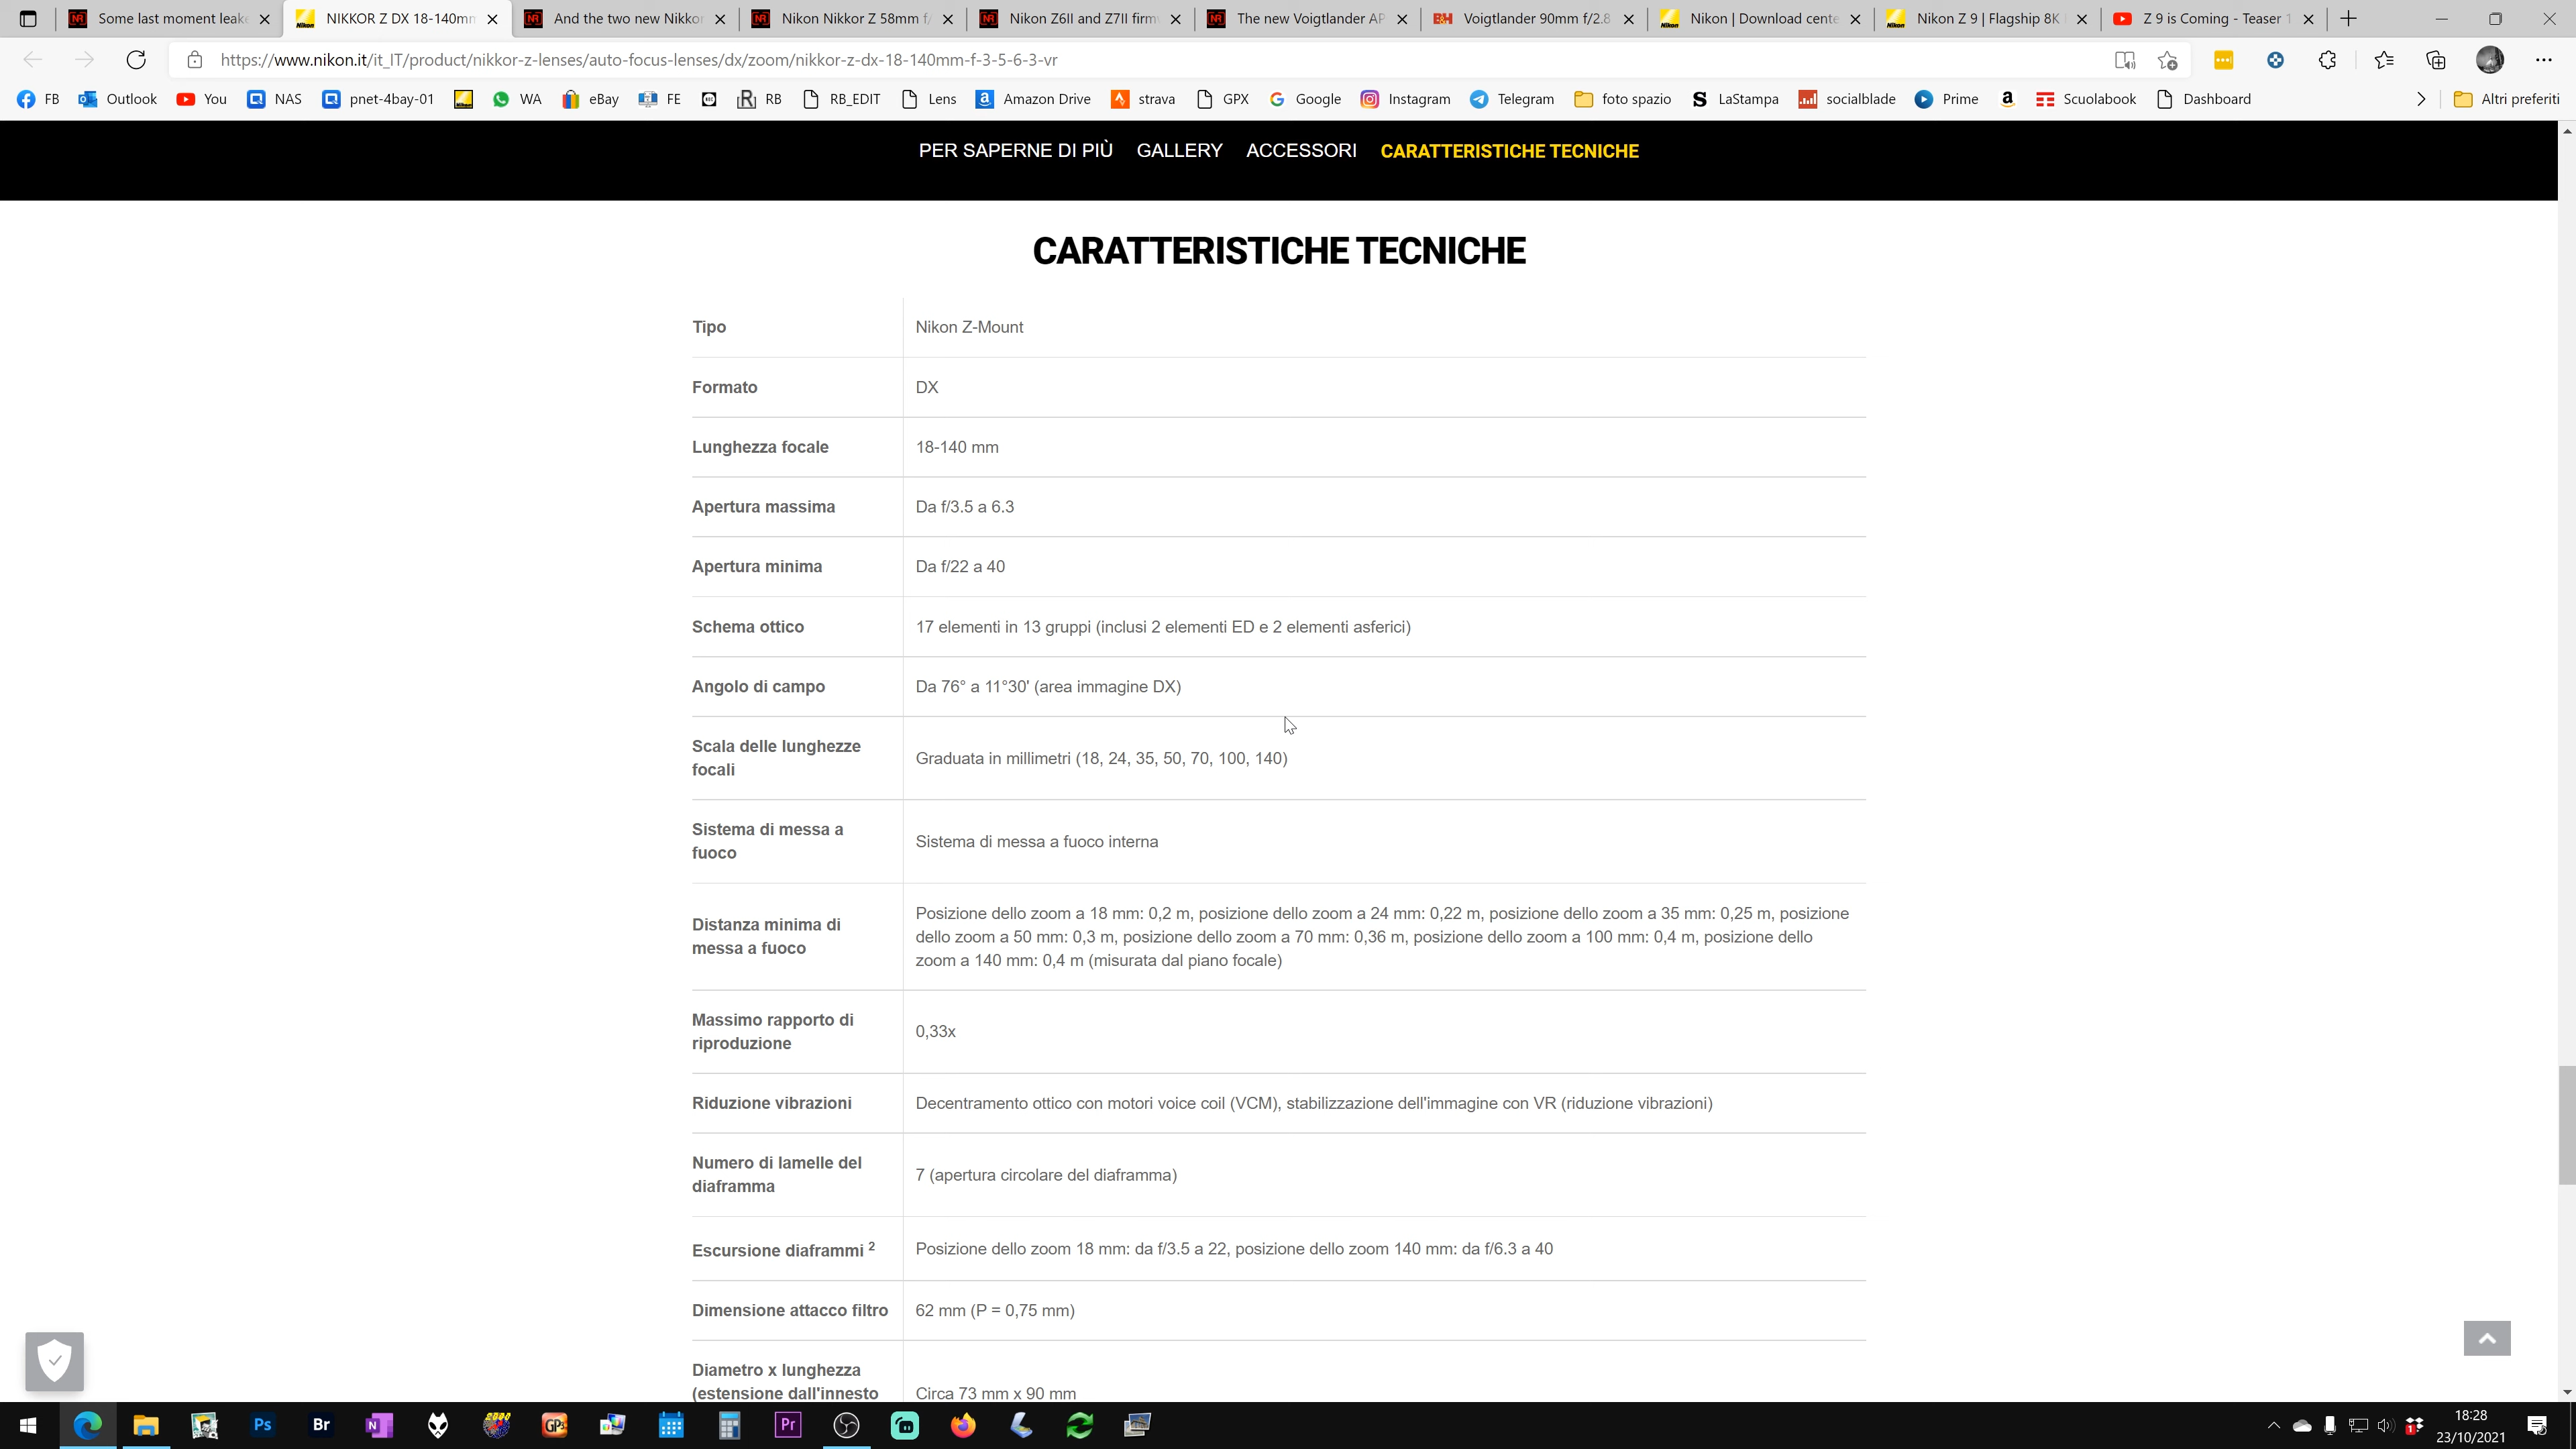 Some last moment leake
NIKKOR Z DX 18-140mm
And the two new Nikkor
Nikon Nikkor Z 58mm f/
Nikon Z6II and Z7II firm
The new Voigtlander AP
Voigtlander 90mm f/2.8
Nikon | Download cente
Nikon Z 9 | Flagship 8K
Z 9 is Coming - Teaser 1
https://www.nikon.it/it_IT/product/nikkor-z-lenses/auto-focus-lenses/dx/zoom/nikkor-z-dx-18-140mm-f-3-5-6-3-vr
FB Outlook You NAS pnet-4bay-01 WA eBay FE RB RB_EDIT Lens Amazon Drive strava GPX Google Instagram Telegram foto spazio LaStampa socialblade Prime Scuolabook Dashboard Altri preferiti
PER SAPERNE DI PIÙ GALLERY ACCESSORI CARATTERISTICHE TECNICHE
CARATTERISTICHE TECNICHE
Tipo
Nikon Z-Mount
Formato
DX
Lunghezza focale
18-140 mm
Apertura massima
Da f/3.5 a 6.3
Apertura minima
Da f/22 a 40
Schema ottico
17 elementi in 13 gruppi (inclusi 2 elementi ED e 2 elementi asferici)
Angolo di campo
Da 76° a 11°30' (area immagine DX)
Scala delle lunghezze
focali
Graduata in millimetri (18, 24, 35, 50, 70, 100, 140)
Sistema di messa a
fuoco
Sistema di messa a fuoco interna
Distanza minima di
messa a fuoco
Posizione dello zoom a 18 mm: 0,2 m, posizione dello zoom a 24 mm: 0,22 m, posizione dello zoom a 35 mm: 0,25 m, posizione
dello zoom a 50 mm: 0,3 m, posizione dello zoom a 70 mm: 0,36 m, posizione dello zoom a 100 mm: 0,4 m, posizione dello
zoom a 140 mm: 0,4 m (misurata dal piano focale)
Massimo rapporto di
riproduzione
0,33x
Riduzione vibrazioni
Decentramento ottico con motori voice coil (VCM), stabilizzazione dell'immagine con VR (riduzione vibrazioni)
Numero di lamelle del
diaframma
7 (apertura circolare del diaframma)
Escursione diaframmi 2
Posizione dello zoom 18 mm: da f/3.5 a 22, posizione dello zoom 140 mm: da f/6.3 a 40
Dimensione attacco filtro
62 mm (P = 0,75 mm)
Diametro x lunghezza
(estensione dall'innesto
Circa 73 mm x 90 mm
Ps
Br
N
GP3
Pr
1
18:28
23/10/2021